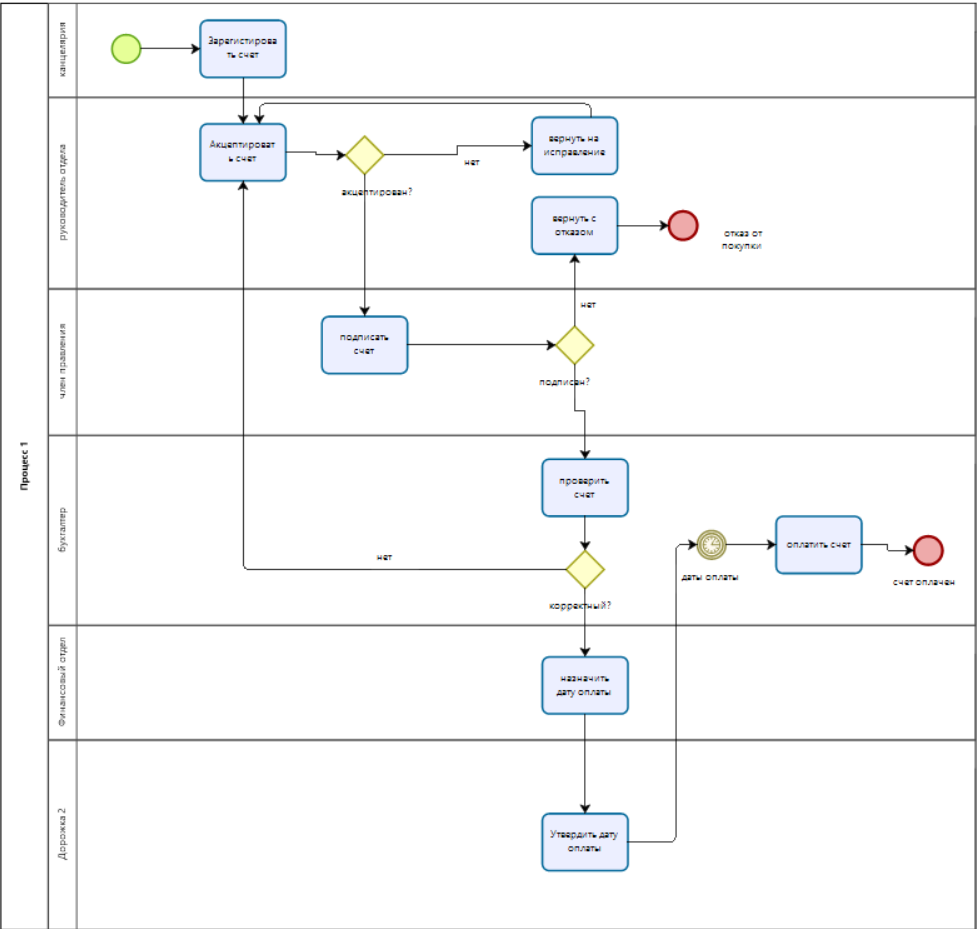 Процесс 1
канцелярия
Зарегистирова
ть счет
руководитель отдела
Акцептироват
ь счет
акцептирован?
нет
вернуть на
исправление
вернуть с
отказом
отказ от
покупки
член правления
подписать
счет
нет
подписан?
бухгалтер
проверить
счет
нет
корректный?
даты оплаты
оплатить счет
счет оплачен
Финансовый отдел
назначить
дату оплаты
Дорожка 2
Утвердить дату
оплаты